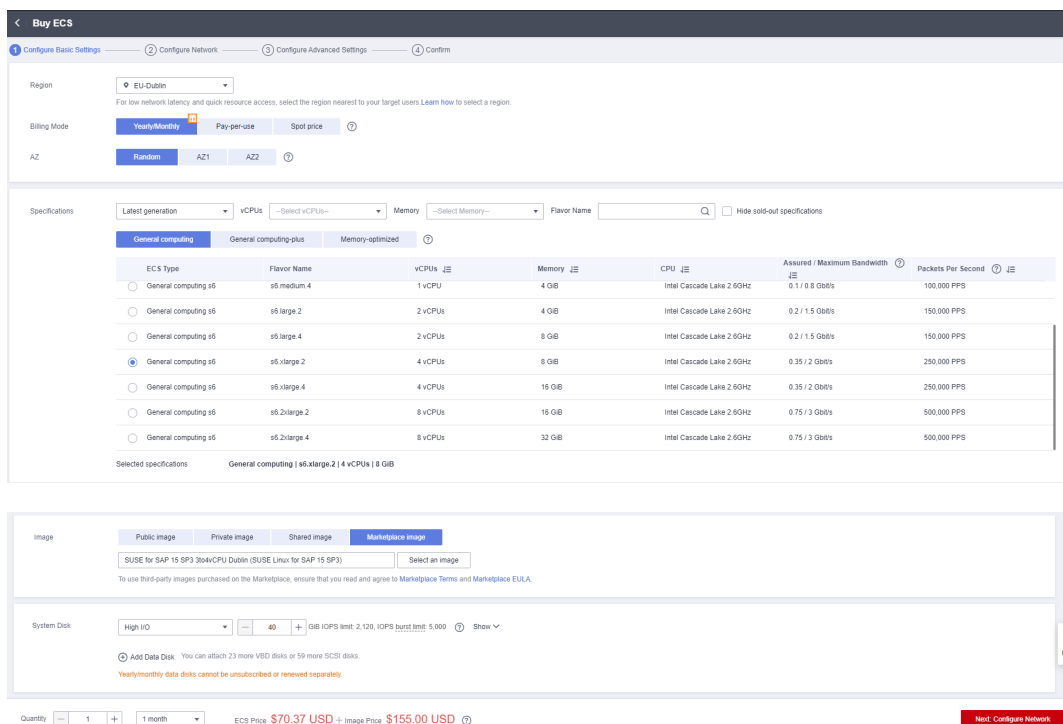 Buy ECS
1 Configure Basic Settings 2 Configure Network 3 Configure Advanced Settings 4 Confirm
Region EU-Dublin
For low network latency and quick resource access, select the region nearest to your target users.Learn how to select a region.
Billing Mode Yearly/Monthly Pay-per-use Spot price
AZ Random AZ1 AZ2
Specifications Latest generation vCPUs --Select vCPUs-- Memory --Select Memory-- Flavor Name Hide sold-out specifications
General computing General computing-plus Memory-optimized
ECS Type Flavor Name vCPUs Memory CPU Assured / Maximum Bandwidth Packets Per Second
General computing s6 s6.medium.4 1 vCPU 4 GiB Intel Cascade Lake 2.6GHz 0.1 / 0.8 Gbit/s 100,000 PPS
General computing s6 s6.large.2 2 vCPUs 4 GiB Intel Cascade Lake 2.6GHz 0.2 / 1.5 Gbit/s 150,000 PPS
General computing s6 s6.large.4 2 vCPUs 8 GiB Intel Cascade Lake 2.6GHz 0.2 / 1.5 Gbit/s 150,000 PPS
General computing s6 s6.xlarge.2 4 vCPUs 8 GiB Intel Cascade Lake 2.6GHz 0.35 / 2 Gbit/s 250,000 PPS
General computing s6 s6.xlarge.4 4 vCPUs 16 GiB Intel Cascade Lake 2.6GHz 0.35 / 2 Gbit/s 250,000 PPS
General computing s6 s6.2xlarge.2 8 vCPUs 16 GiB Intel Cascade Lake 2.6GHz 0.75 / 3 Gbit/s 500,000 PPS
General computing s6 s6.2xlarge.4 8 vCPUs 32 GiB Intel Cascade Lake 2.6GHz 0.75 / 3 Gbit/s 500,000 PPS
Selected specifications General computing | s6.xlarge.2 | 4 vCPUs | 8 GiB
Image Public image Private image Shared image Marketplace image
SUSE for SAP 15 SP3 3to4vCPU Dublin (SUSE Linux for SAP 15 SP3) Select an image
To use third-party images purchased on the Marketplace, ensure that you read and agree to Marketplace Terms and Marketplace EULA.
System Disk High I/O 40 GiB IOPS limit: 2,120, IOPS burst limit: 5,000 Show
Add Data Disk You can attach 23 more VBD disks or 59 more SCSI disks.
Yearly/monthly data disks cannot be unsubscribed or renewed separately.
Quantity 1 1 month ECS Price $70.37 USD + Image Price $155.00 USD Next: Configure Network